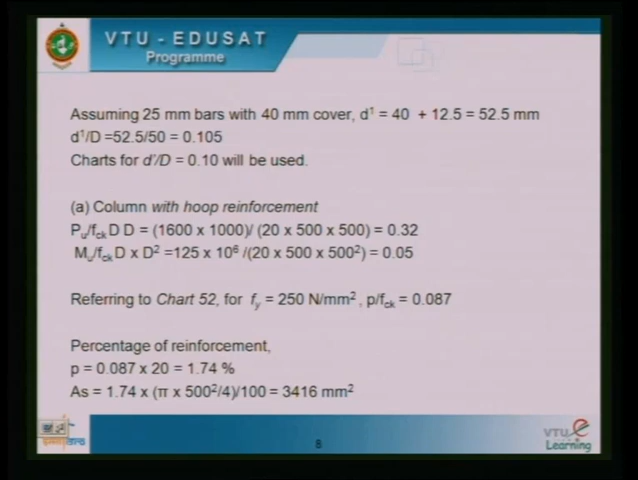 VTU - EDUSAT
Programme
Assuming 25 mm bars with 40 mm cover, d¹ = 40 + 12.5 = 52.5 mm
d¹/D =52.5/50 = 0.105
Charts for d'/D = 0.10 will be used.
(a) Column with hoop reinforcement
Pᵤ/fck D D = (1600 x 1000)/ (20 x 500 x 500) = 0.32
Mᵤ/fck D x D² =125 x 10⁶ /(20 x 500 x 500²) = 0.05
Referring to Chart 52, for fy = 250 N/mm² , p/fck = 0.087
Percentage of reinforcement,
p = 0.087 x 20 = 1.74 %
As = 1.74 x (π x 500²/4)/100 = 3416 mm²
8
VTU e
Learning